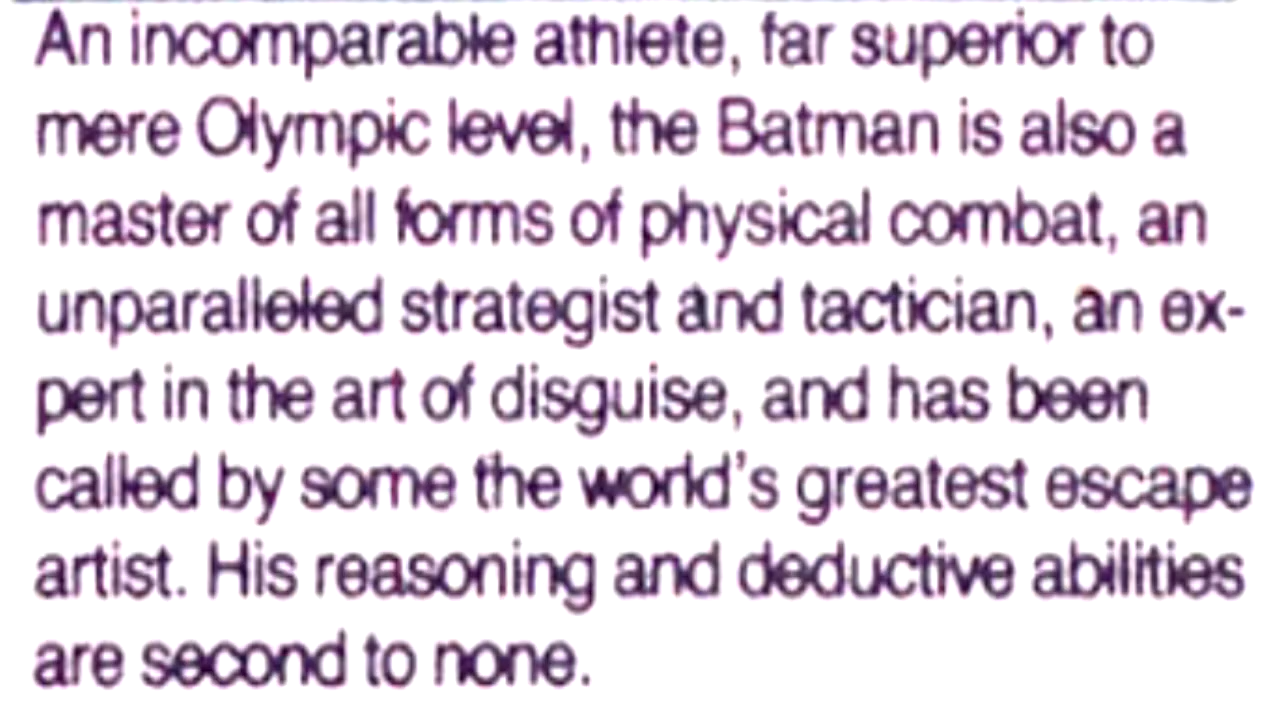 An incomparable athlete, far superior to
mere Olympic level, the Batman is also a
master of all forms of physical combat, an
unparalleled strategist and tactician, an ex-
pert in the art of disguise, and has been
called by some the world's greatest escape
artist. His reasoning and deductive abilities
are second to none.